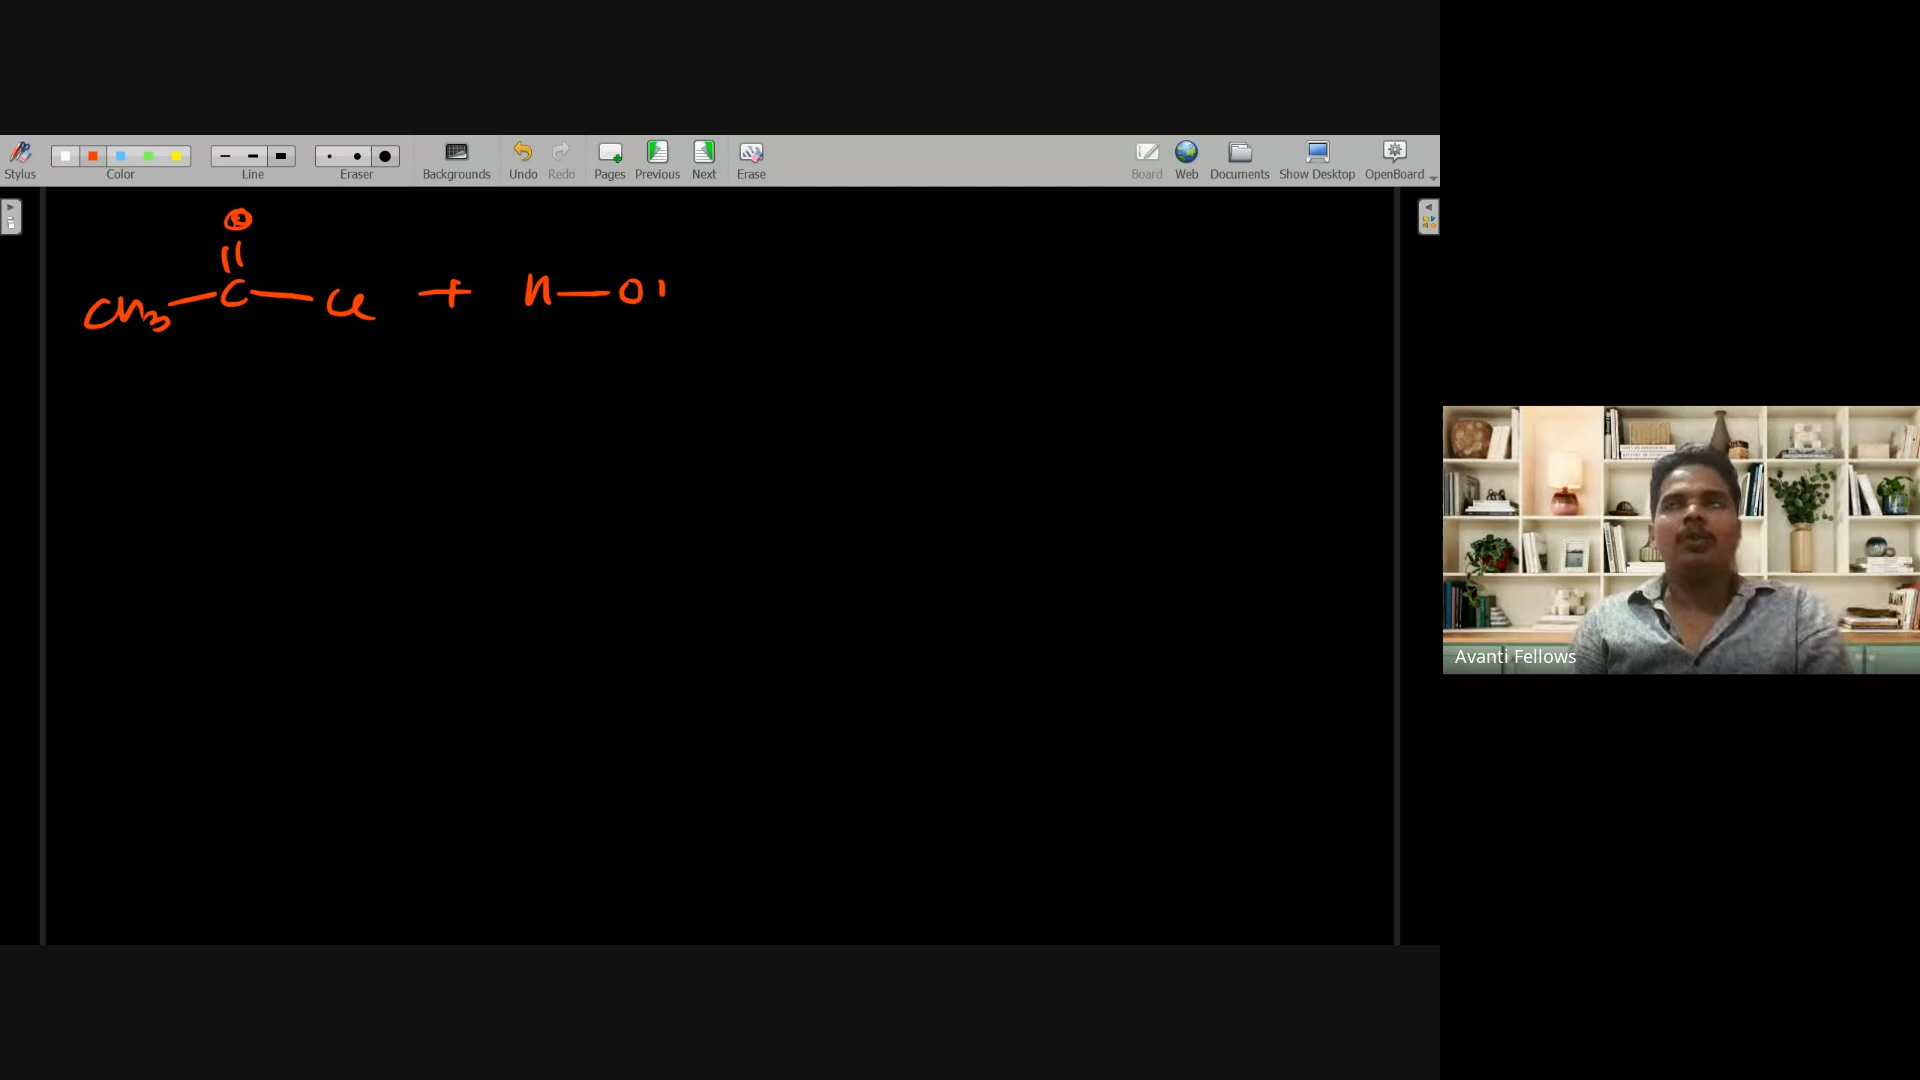 Stylus Color Line Eraser Backgrounds Undo Redo Pages Previous Next Erase Board Web Documents Show Desktop OpenBoard
O
||
CH3—C—Cl + H—O
Avanti Fellows